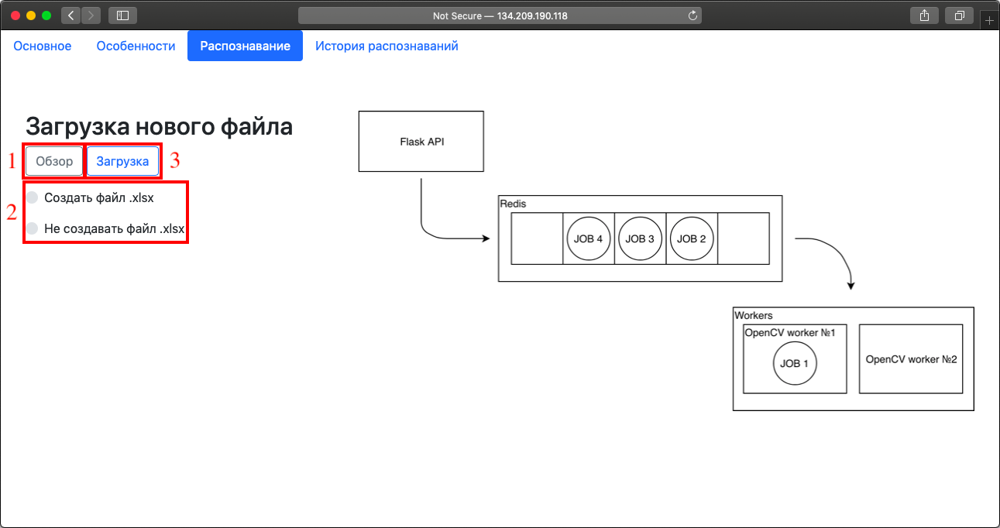 Not Secure — 134.209.190.118
Основное Особенности Распознавание История распознаваний
Загрузка нового файла
1 Обзор Загрузка 3
2 Создать файл .xlsx
Не создавать файл .xlsx
Flask API
Redis
JOB 4 JOB 3 JOB 2
Workers
OpenCV worker №1
JOB 1
OpenCV worker №2